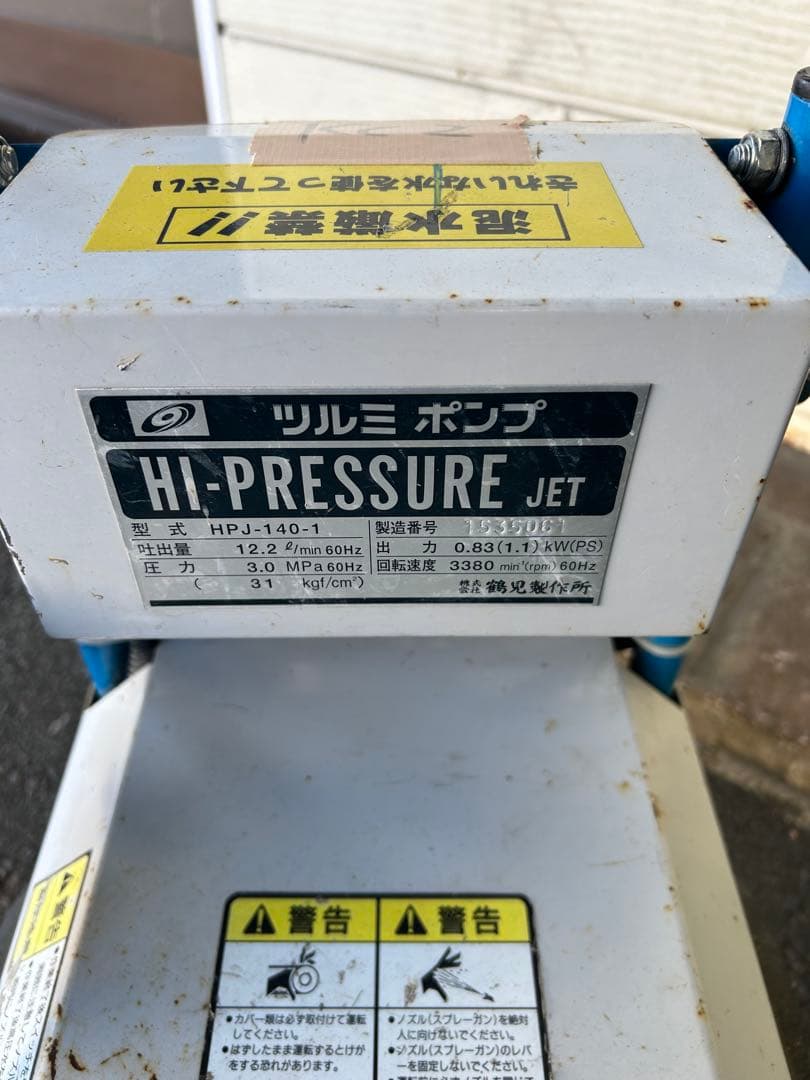 泥水厳禁!!
きれいな水を使って下さい
ツルミ ポンプ
HI-PRESSURE JET
型式 HPJ-140-1 製造番号 1535061
吐出量 12.2 ℓ/min 60Hz 出力 0.83(1.1) kW(PS)
圧力 3.0 MPa 60Hz 回転速度 3380 min⁻¹(rpm) 60Hz
( 31 kgf/cm²) 株式会社 鶴見製作所
警告
警告
●カバー類は必ず取付けて運転
してください。
●はずしたまま運転するとけが
をする恐れがあります。
警告
●ノズル(スプレーガン)を絶対
人に向けないでください。
●ノズル(スプレーガン)のレバ
ーを固定しないでください。